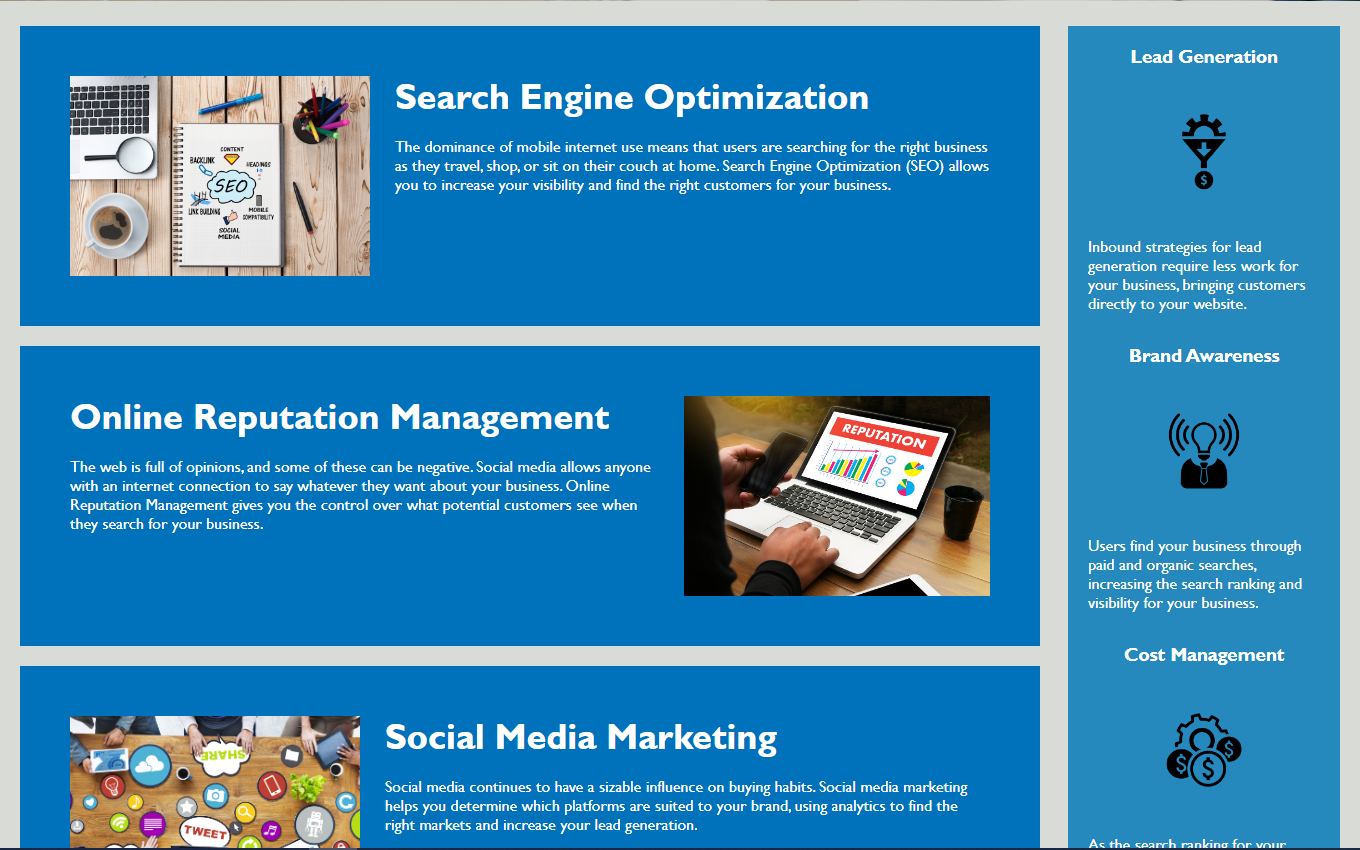 Search Engine Optimization
The dominance of mobile internet use means that users are searching for the right business
as they travel, shop, or sit on their couch at home. Search Engine Optimization (SEO) allows
you to increase your visibility and find the right customers for your business.
CONTENT
BACKLINK
HEADINGS
SEO
LINK BUILDING
MOBILE
COMPATIBILITY
SOCIAL
MEDIA
Online Reputation Management
The web is full of opinions, and some of these can be negative. Social media allows anyone
with an internet connection to say whatever they want about your business. Online
Reputation Management gives you the control over what potential customers see when
they search for your business.
REPUTATION
Social Media Marketing
Social media continues to have a sizable influence on buying habits. Social media marketing
helps you determine which platforms are suited to your brand, using analytics to find the
right markets and increase your lead generation.
SHARE
TWEET
Lead Generation
$
Inbound strategies for lead
generation require less work for
your business, bringing customers
directly to your website.
Brand Awareness
Users find your business through
paid and organic searches,
increasing the search ranking and
visibility for your business.
Cost Management
$ $ $
As the search ranking for your